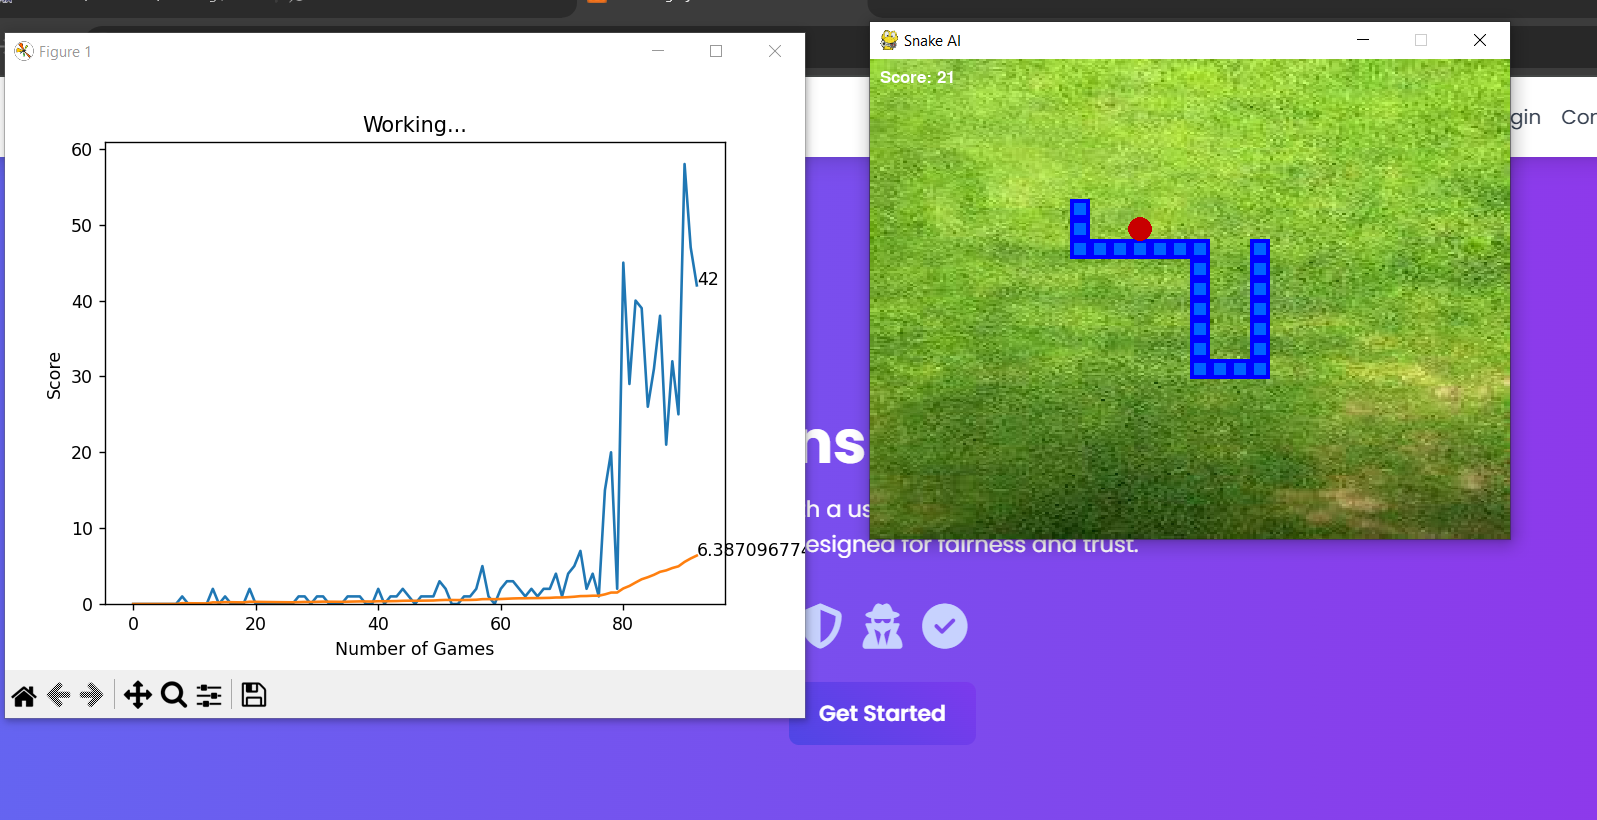 Figure 1
Working...
60
50
40
30
20
10
0
Score
42
6.387096774
0
20
40
60
80
Number of Games
Snake AI
Score: 21
gin
Cor
ns
h a us
esigned for fairness and trust.
Get Started